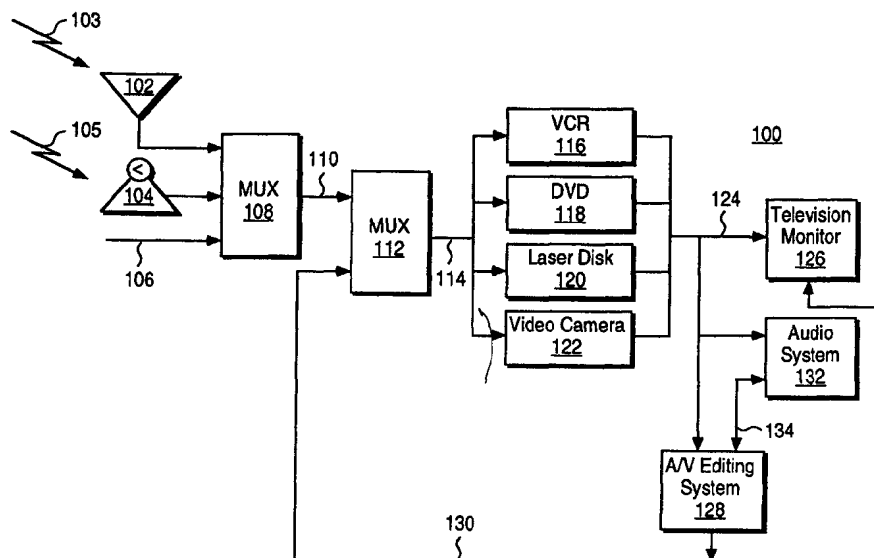 103
102
105
<
104
106
MUX
108
110
MUX
112
114
VCR
116
DVD
118
Laser Disk
120
Video Camera
122
100
124
Television
Monitor
126
Audio
System
132
134
A/V Editing
System
128
130